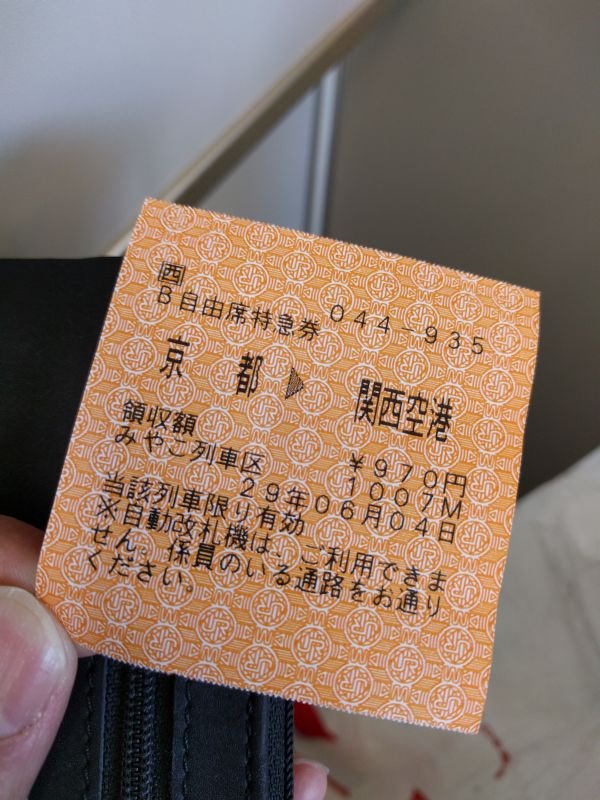 西
B自由席特急券 044-935
京都▶関西空港
領収額 ¥970円
みやこ列車区 1007M
29年06月04日
当該列車限り有効
※自動改札機は、ご利用できま
せん。係員のいる通路をお通り
ください。